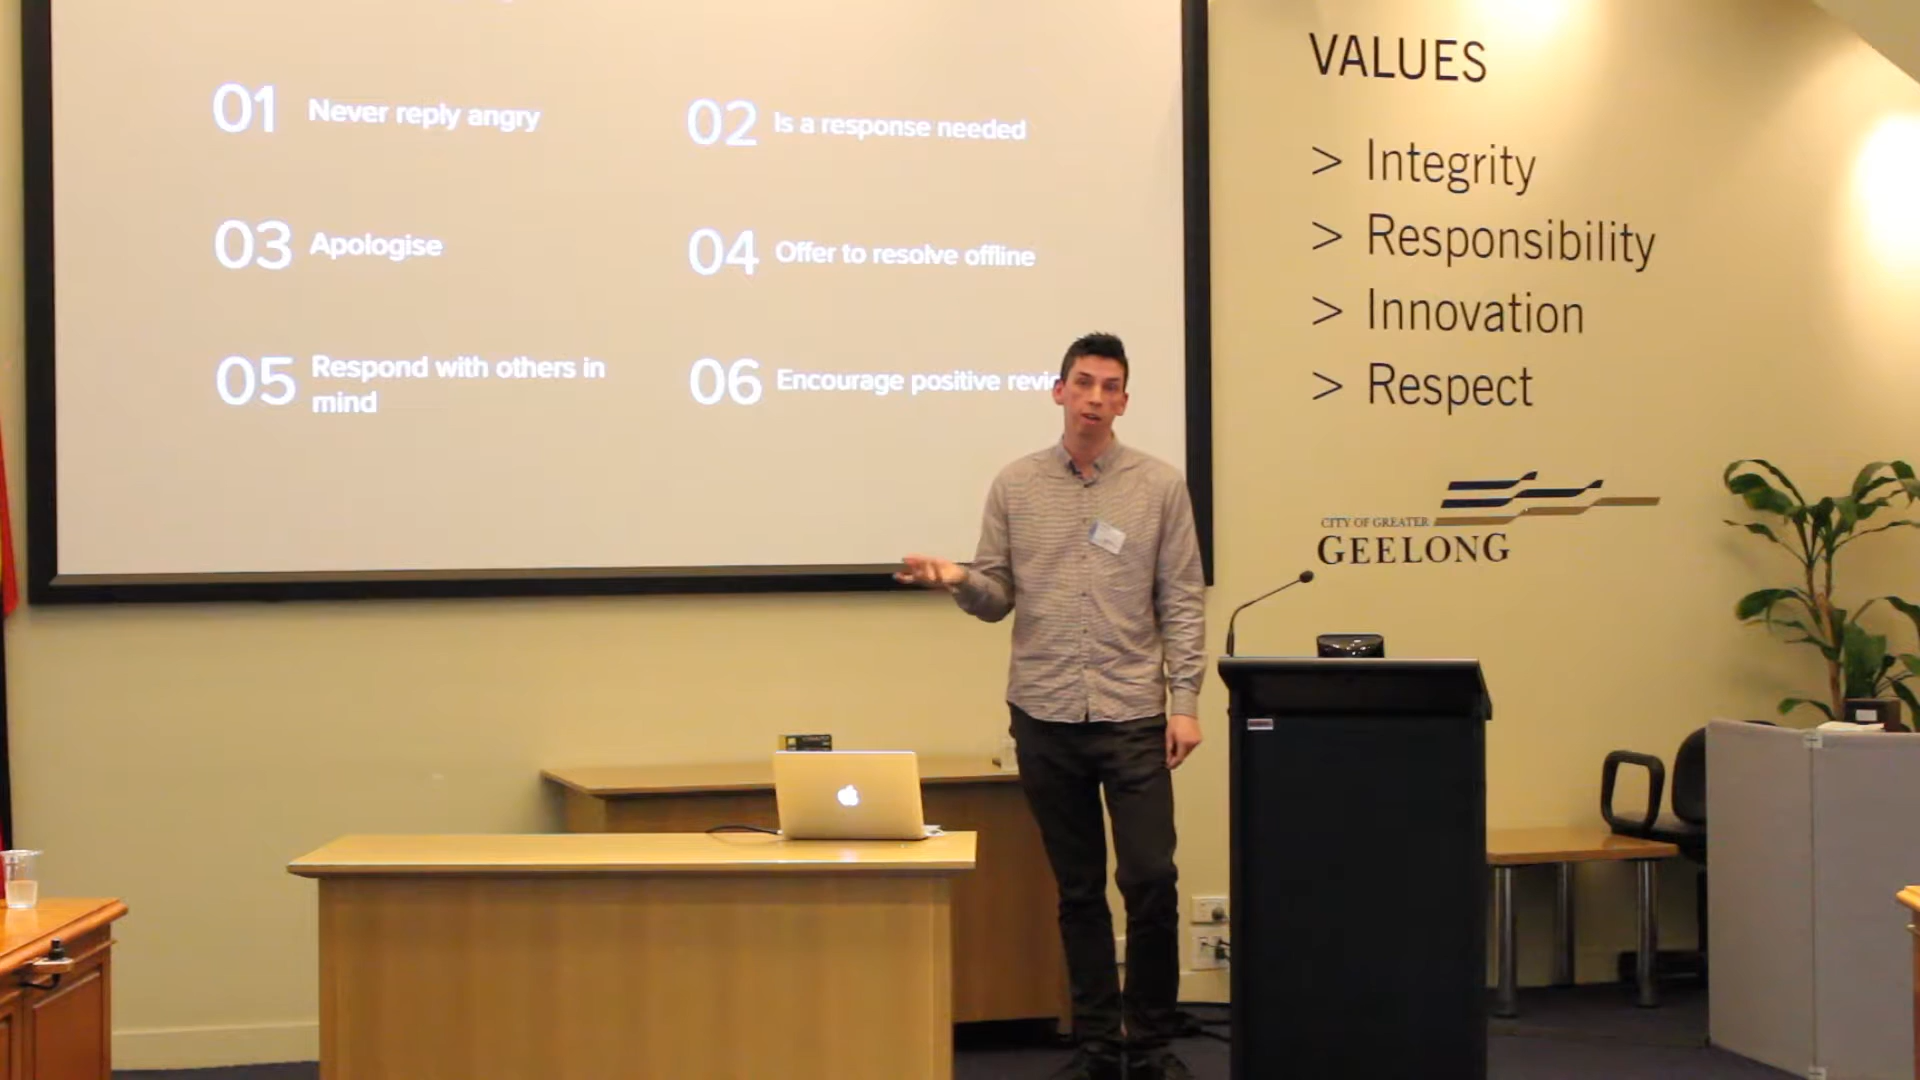 01 Never reply angry
02 Is a response needed
03 Apologise
04 Offer to resolve offline
05 Respond with others in
mind
06 Encourage positive
VALUES
> Integrity
> Responsibility
> Innovation
> Respect
CITY OF GREATER
GEELONG